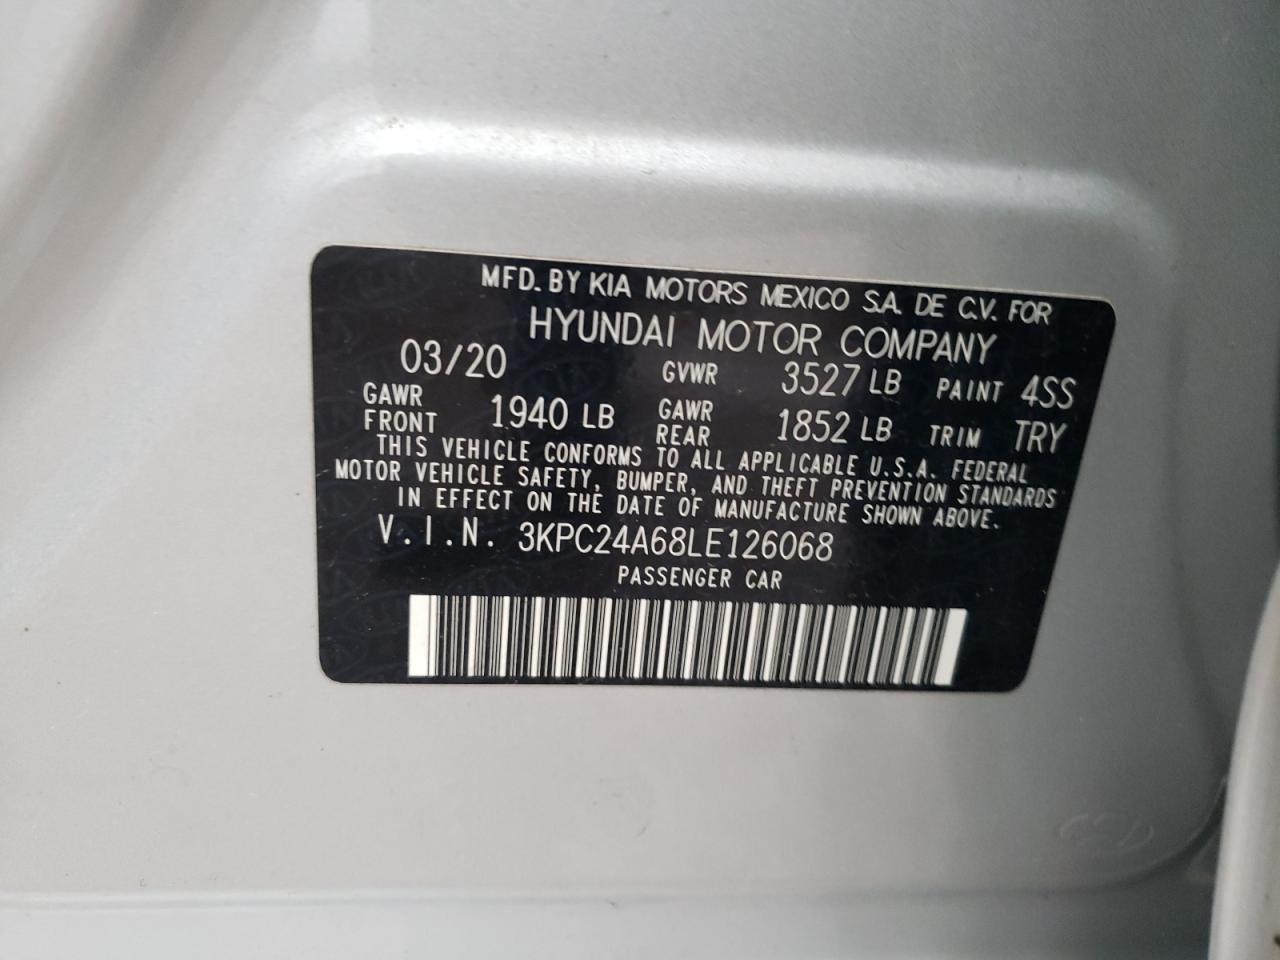 MFD. BY KIA MOTORS MEXICO S.A. DE C.V. FOR
HYUNDAI MOTOR COMPANY
03/20 GVWR 3527 LB PAINT 4SS
GAWR FRONT 1940 LB GAWR REAR 1852 LB TRIM TRY
THIS VEHICLE CONFORMS TO ALL APPLICABLE U.S.A. FEDERAL
MOTOR VEHICLE SAFETY, BUMPER, AND THEFT PREVENTION STANDARDS
IN EFFECT ON THE DATE OF MANUFACTURE SHOWN ABOVE.
V.I.N. 3KPC24A68LE126068
PASSENGER CAR